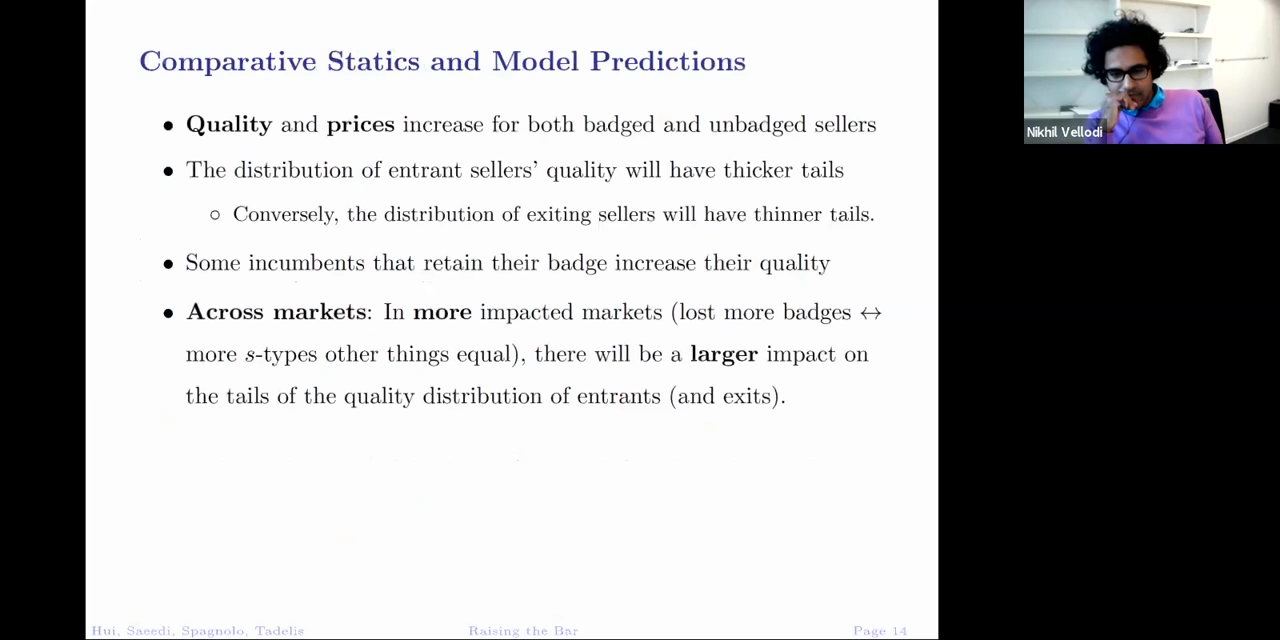 Comparative Statics and Model Predictions
• Quality and prices increase for both badged and unbadged sellers
• The distribution of entrant sellers' quality will have thicker tails
○ Conversely, the distribution of exiting sellers will have thinner tails.
• Some incumbents that retain their badge increase their quality
• Across markets: In more impacted markets (lost more badges ↔
more s-types other things equal), there will be a larger impact on
the tails of the quality distribution of entrants (and exits).
Hui, Saeedi, Spagnolo, Tadelis
Raising the Bar
Page 14
Nikhil Vellodi